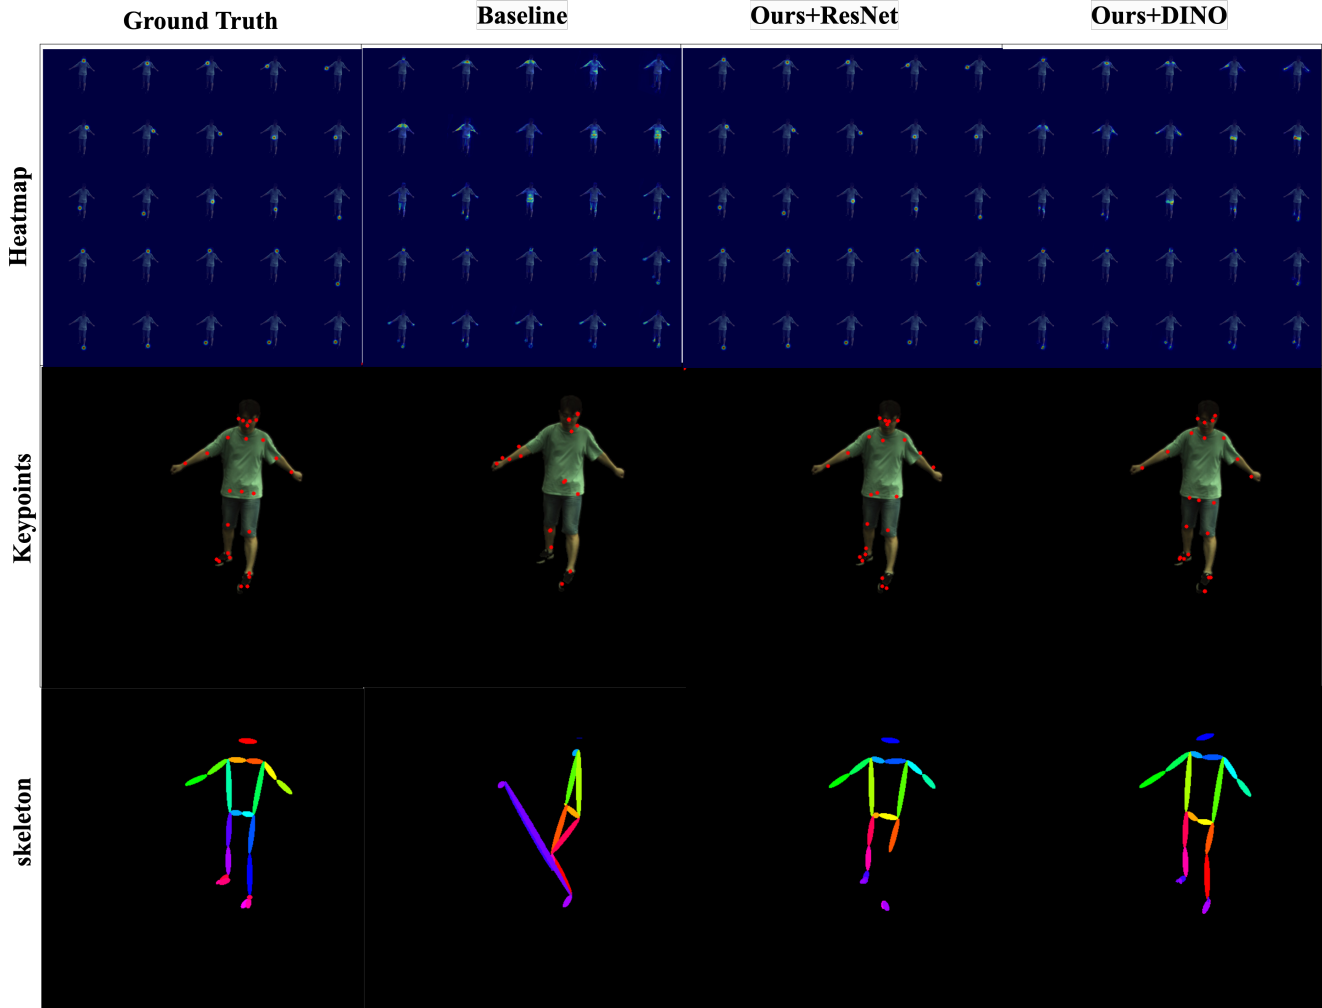 Ground Truth
Baseline
Ours+ResNet
Ours+DINO
Heatmap
Keypoints
skeleton